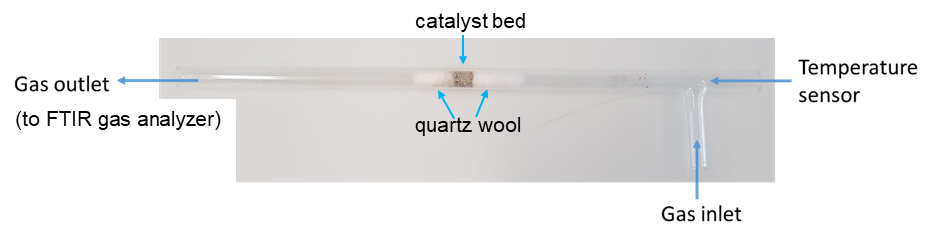 catalyst bed
Gas outlet
(to FTIR gas analyzer)
quartz wool
Temperature
sensor
Gas inlet